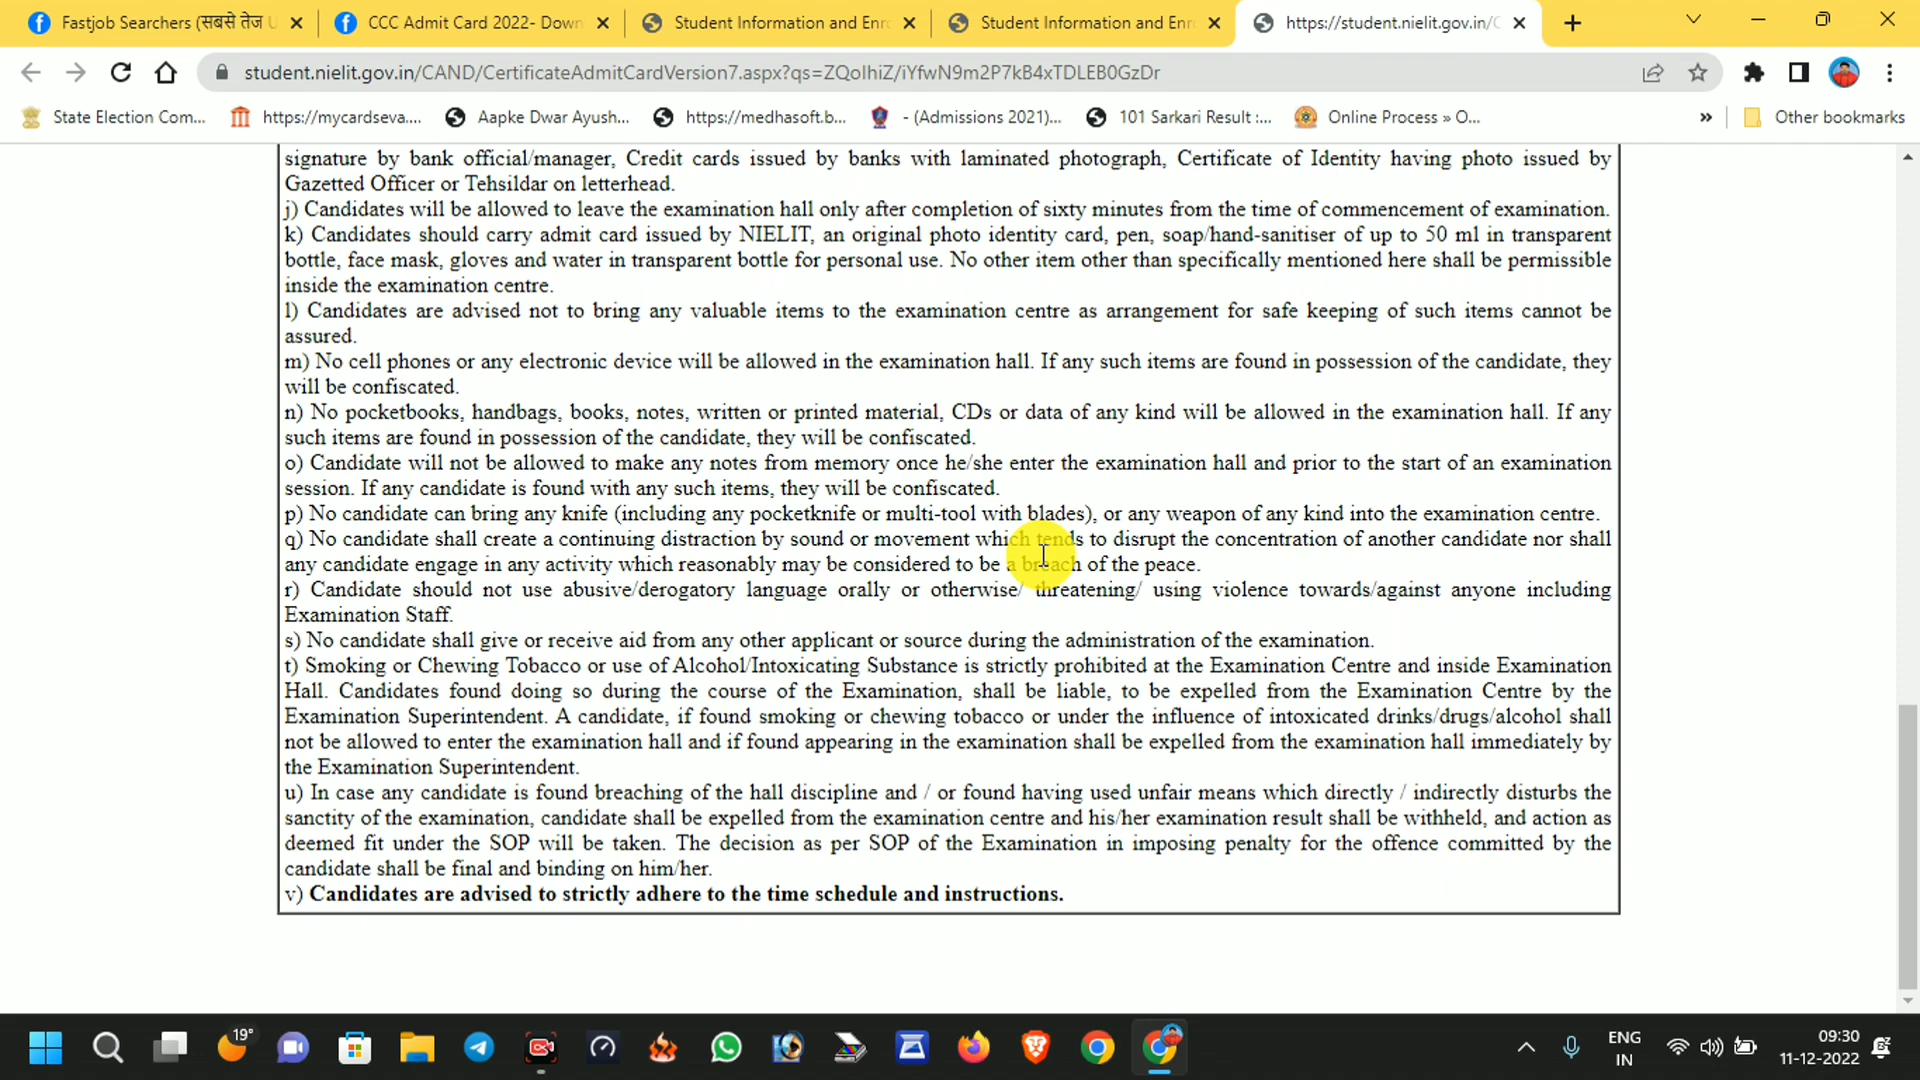 Fastjob Searchers (सबसे तेज
CCC Admit Card 2022- Down
Student Information and Enr
Student Information and Enr
https://student.nielit.gov.in/C
student.nielit.gov.in/CAND/CertificateAdmitCardVersion7.aspx?qs=ZQolhiZ/iYfwN9m2P7kB4xTDLEB0GzDr
State Election Com...
https://mycardseva....
Aapke Dwar Ayush...
https://medhasoft.b...
- (Admissions 2021)...
101 Sarkari Result :...
Online Process » O...
»
Other bookmarks
signature by bank official/manager, Credit cards issued by banks with laminated photograph, Certificate of Identity having photo issued by
Gazetted Officer or Tehsildar on letterhead.
j) Candidates will be allowed to leave the examination hall only after completion of sixty minutes from the time of commencement of examination.
k) Candidates should carry admit card issued by NIELIT, an original photo identity card, pen, soap/hand-sanitiser of up to 50 ml in transparent
bottle, face mask, gloves and water in transparent bottle for personal use. No other item other than specifically mentioned here shall be permissible
inside the examination centre.
l) Candidates are advised not to bring any valuable items to the examination centre as arrangement for safe keeping of such items cannot be
assured.
m) No cell phones or any electronic device will be allowed in the examination hall. If any such items are found in possession of the candidate, they
will be confiscated.
n) No pocketbooks, handbags, books, notes, written or printed material, CDs or data of any kind will be allowed in the examination hall. If any
such items are found in possession of the candidate, they will be confiscated.
o) Candidate will not be allowed to make any notes from memory once he/she enter the examination hall and prior to the start of an examination
session. If any candidate is found with any such items, they will be confiscated.
p) No candidate can bring any knife (including any pocketknife or multi-tool with blades), or any weapon of any kind into the examination centre.
q) No candidate shall create a continuing distraction by sound or movement which tends to disrupt the concentration of another candidate nor shall
any candidate engage in any activity which reasonably may be considered to be a breach of the peace.
r) Candidate should not use abusive/derogatory language orally or otherwise/ threatening/ using violence towards/against anyone including
Examination Staff.
s) No candidate shall give or receive aid from any other applicant or source during the administration of the examination.
t) Smoking or Chewing Tobacco or use of Alcohol/Intoxicating Substance is strictly prohibited at the Examination Centre and inside Examination
Hall. Candidates found doing so during the course of the Examination, shall be liable, to be expelled from the Examination Centre by the
Examination Superintendent. A candidate, if found smoking or chewing tobacco or under the influence of intoxicated drinks/drugs/alcohol shall
not be allowed to enter the examination hall and if found appearing in the examination shall be expelled from the examination hall immediately by
the Examination Superintendent.
u) In case any candidate is found breaching of the hall discipline and / or found having used unfair means which directly / indirectly disturbs the
sanctity of the examination, candidate shall be expelled from the examination centre and his/her examination result shall be withheld, and action as
deemed fit under the SOP will be taken. The decision as per SOP of the Examination in imposing penalty for the offence committed by the
candidate shall be final and binding on him/her.
v) Candidates are advised to strictly adhere to the time schedule and instructions.
19°
ENG
IN
09:30
11-12-2022